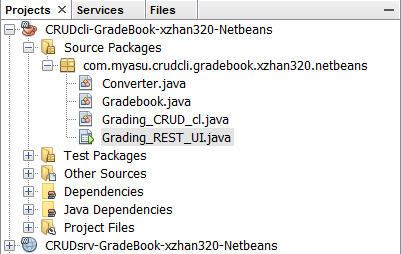 Projects Services Files
CRUDcli-GradeBook-xzhan320-Netbeans
Source Packages
com.myasu.crudcli.gradebook.xzhan320.netbeans
Converter.java
Gradebook.java
Grading_CRUD_cl.java
Grading_REST_UI.java
Test Packages
Other Sources
Dependencies
Java Dependencies
Project Files
CRUDsrv-GradeBook-xzhan320-Netbeans